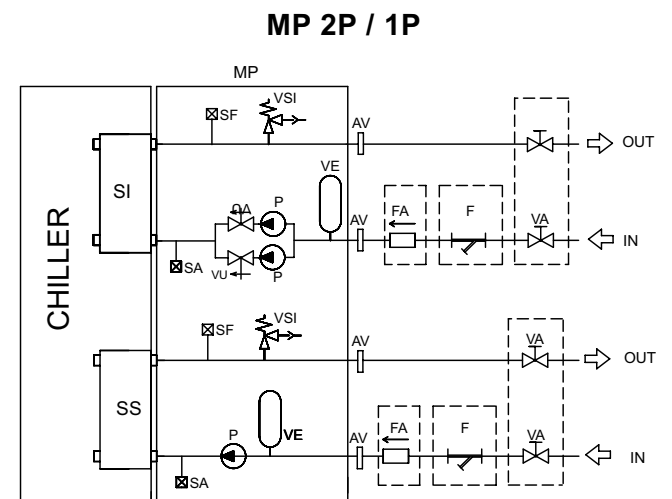 MP 2P / 1P
MP
CHILLER
SF
VSI
AV
OUT
SI
VE
P
VA
AV
FA
F
VA
IN
SA
VU
P
SF
VSI
AV
VA
OUT
SS
P
VE
AV
FA
F
VA
IN
SA